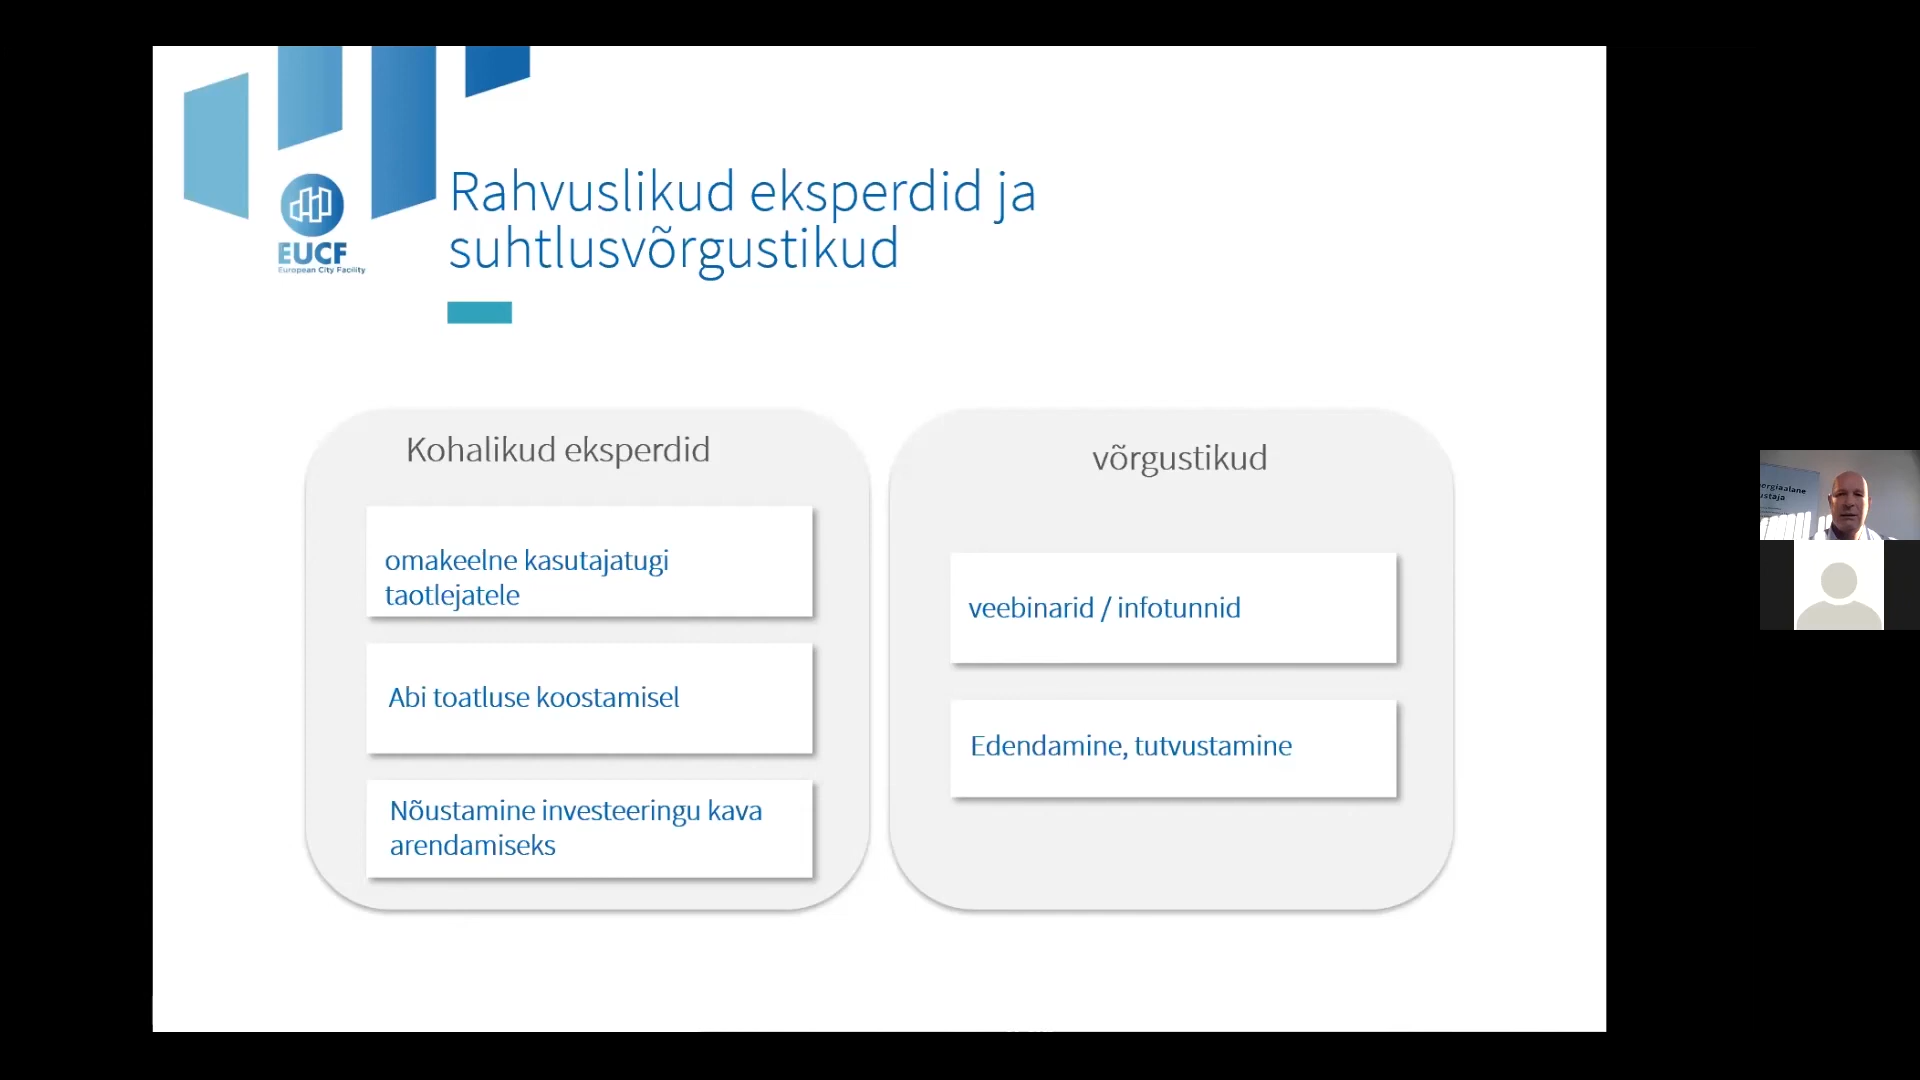 EUCF
European City Facility
Rahvuslikud eksperdid ja
suhtlusvõrgustikud
Kohalikud eksperdid
omakeelne kasutajatugi
taotlejatele
Abi toatluse koostamisel
Nõustamine investeeringu kava
arendamiseks
võrgustikud
veebinarid / infotunnid
Edendamine, tutvustamine